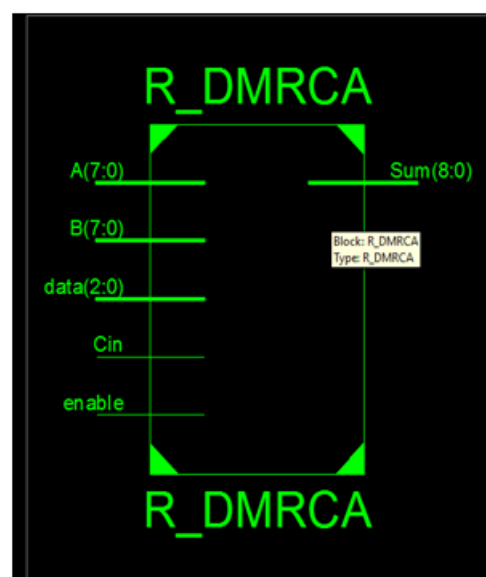 R_DMRCA
A(7:0)
Sum(8:0)
B(7:0)
Block: R_DMRCA
Type: R_DMRCA
data(2:0)
Cin
enable
R_DMRCA